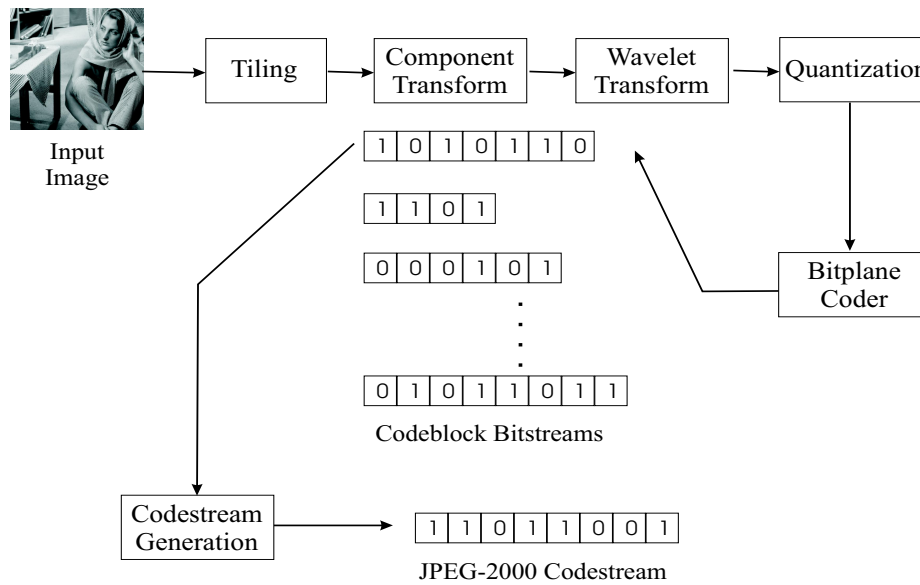 Tiling
Component
Transform
Wavelet
Transform
Quantization
Input
Image
1 0 1 0 1 1 0
1 1 0 1
0 0 0 1 0 1
Bitplane
Coder
0 1 0 1 1 0 1 1
Codeblock Bitstreams
Codestream
Generation
1 1 0 1 1 0 0 1
JPEG-2000 Codestream